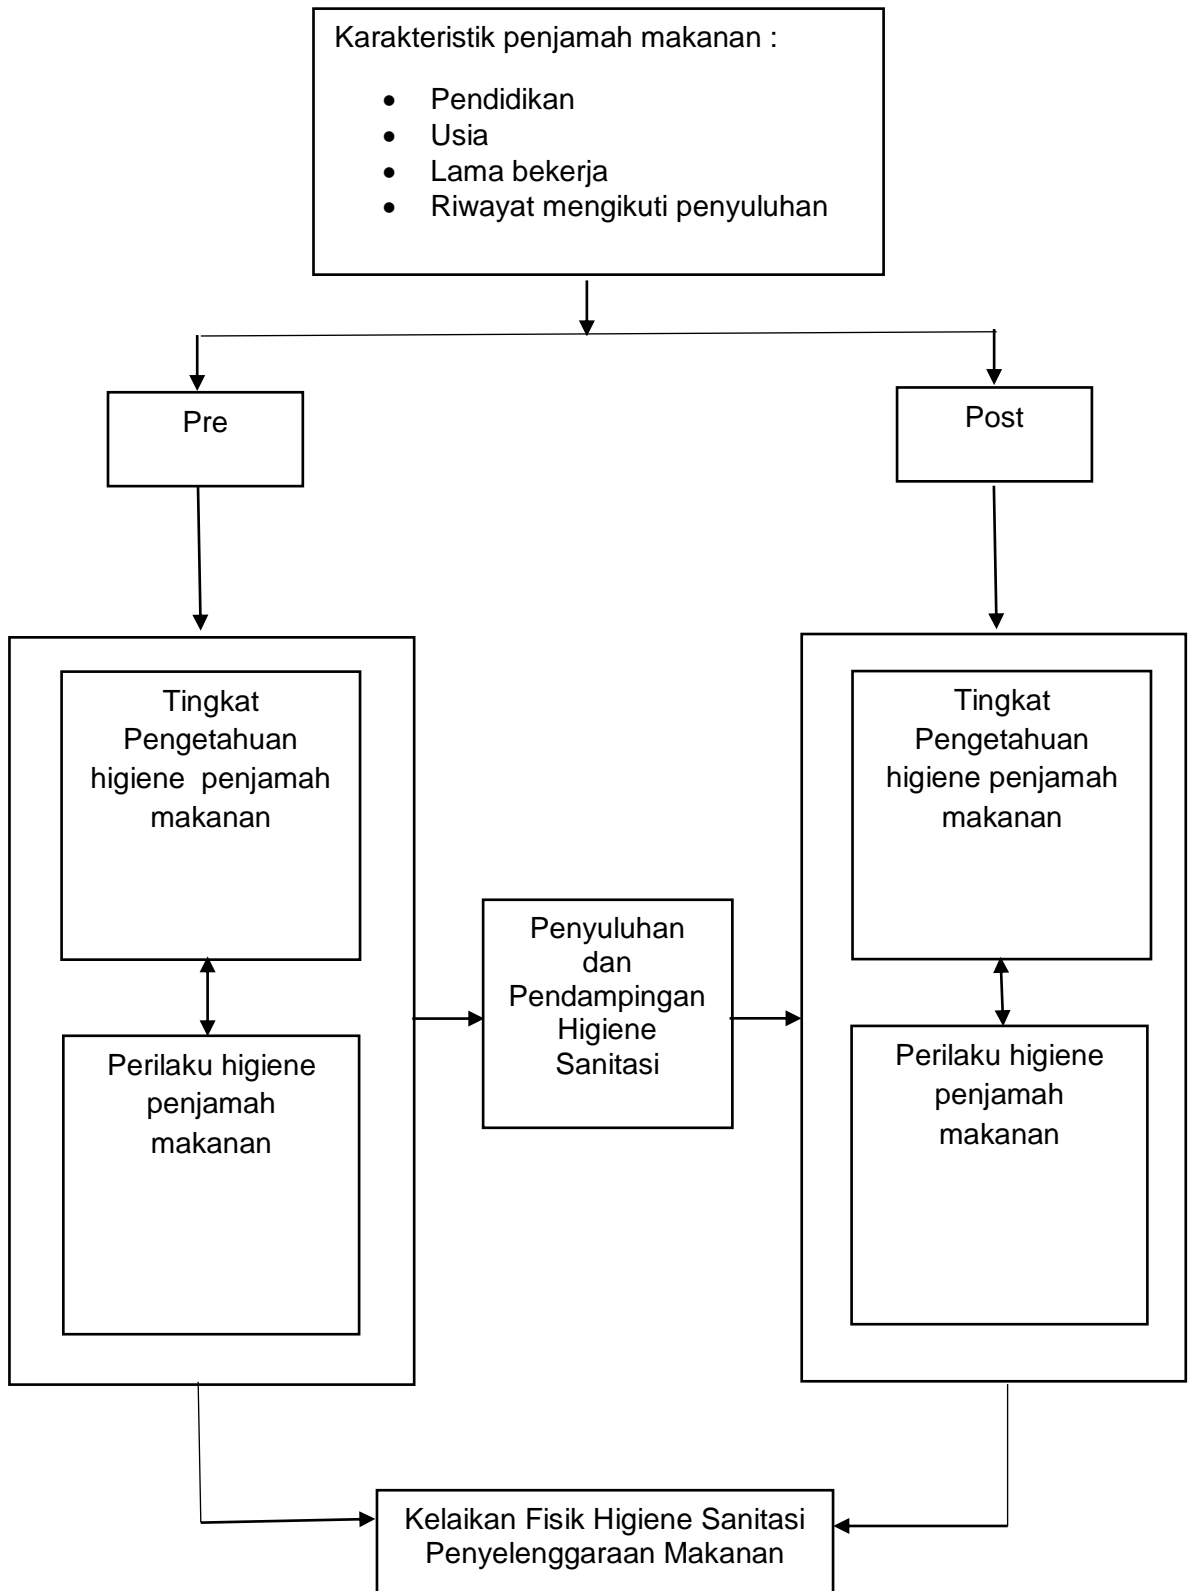 Karakteristik penjamah makanan :
• Pendidikan
• Usia
• Lama bekerja
• Riwayat mengikuti penyuluhan
Pre
Post
Tingkat
Pengetahuan
higiene penjamah
makanan
Perilaku higiene
penjamah
makanan
Penyuluhan
dan
Pendampingan
Higiene
Sanitasi
Tingkat
Pengetahuan
higiene penjamah
makanan
Perilaku higiene
penjamah
makanan
Kelaikan Fisik Higiene Sanitasi
Penyelenggaraan Makanan